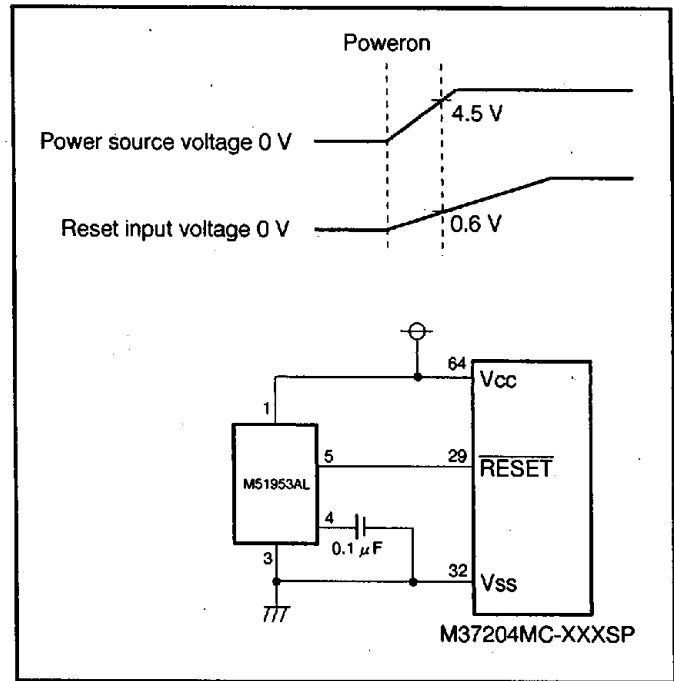 Poweron
4.5 V
Power source voltage 0 V
Reset input voltage 0 V
0.6 V
64
Vcc
1
5
29
RESET
M51953AL
4
0.1 μF
3
32
Vss
M37204MC-XXXSP